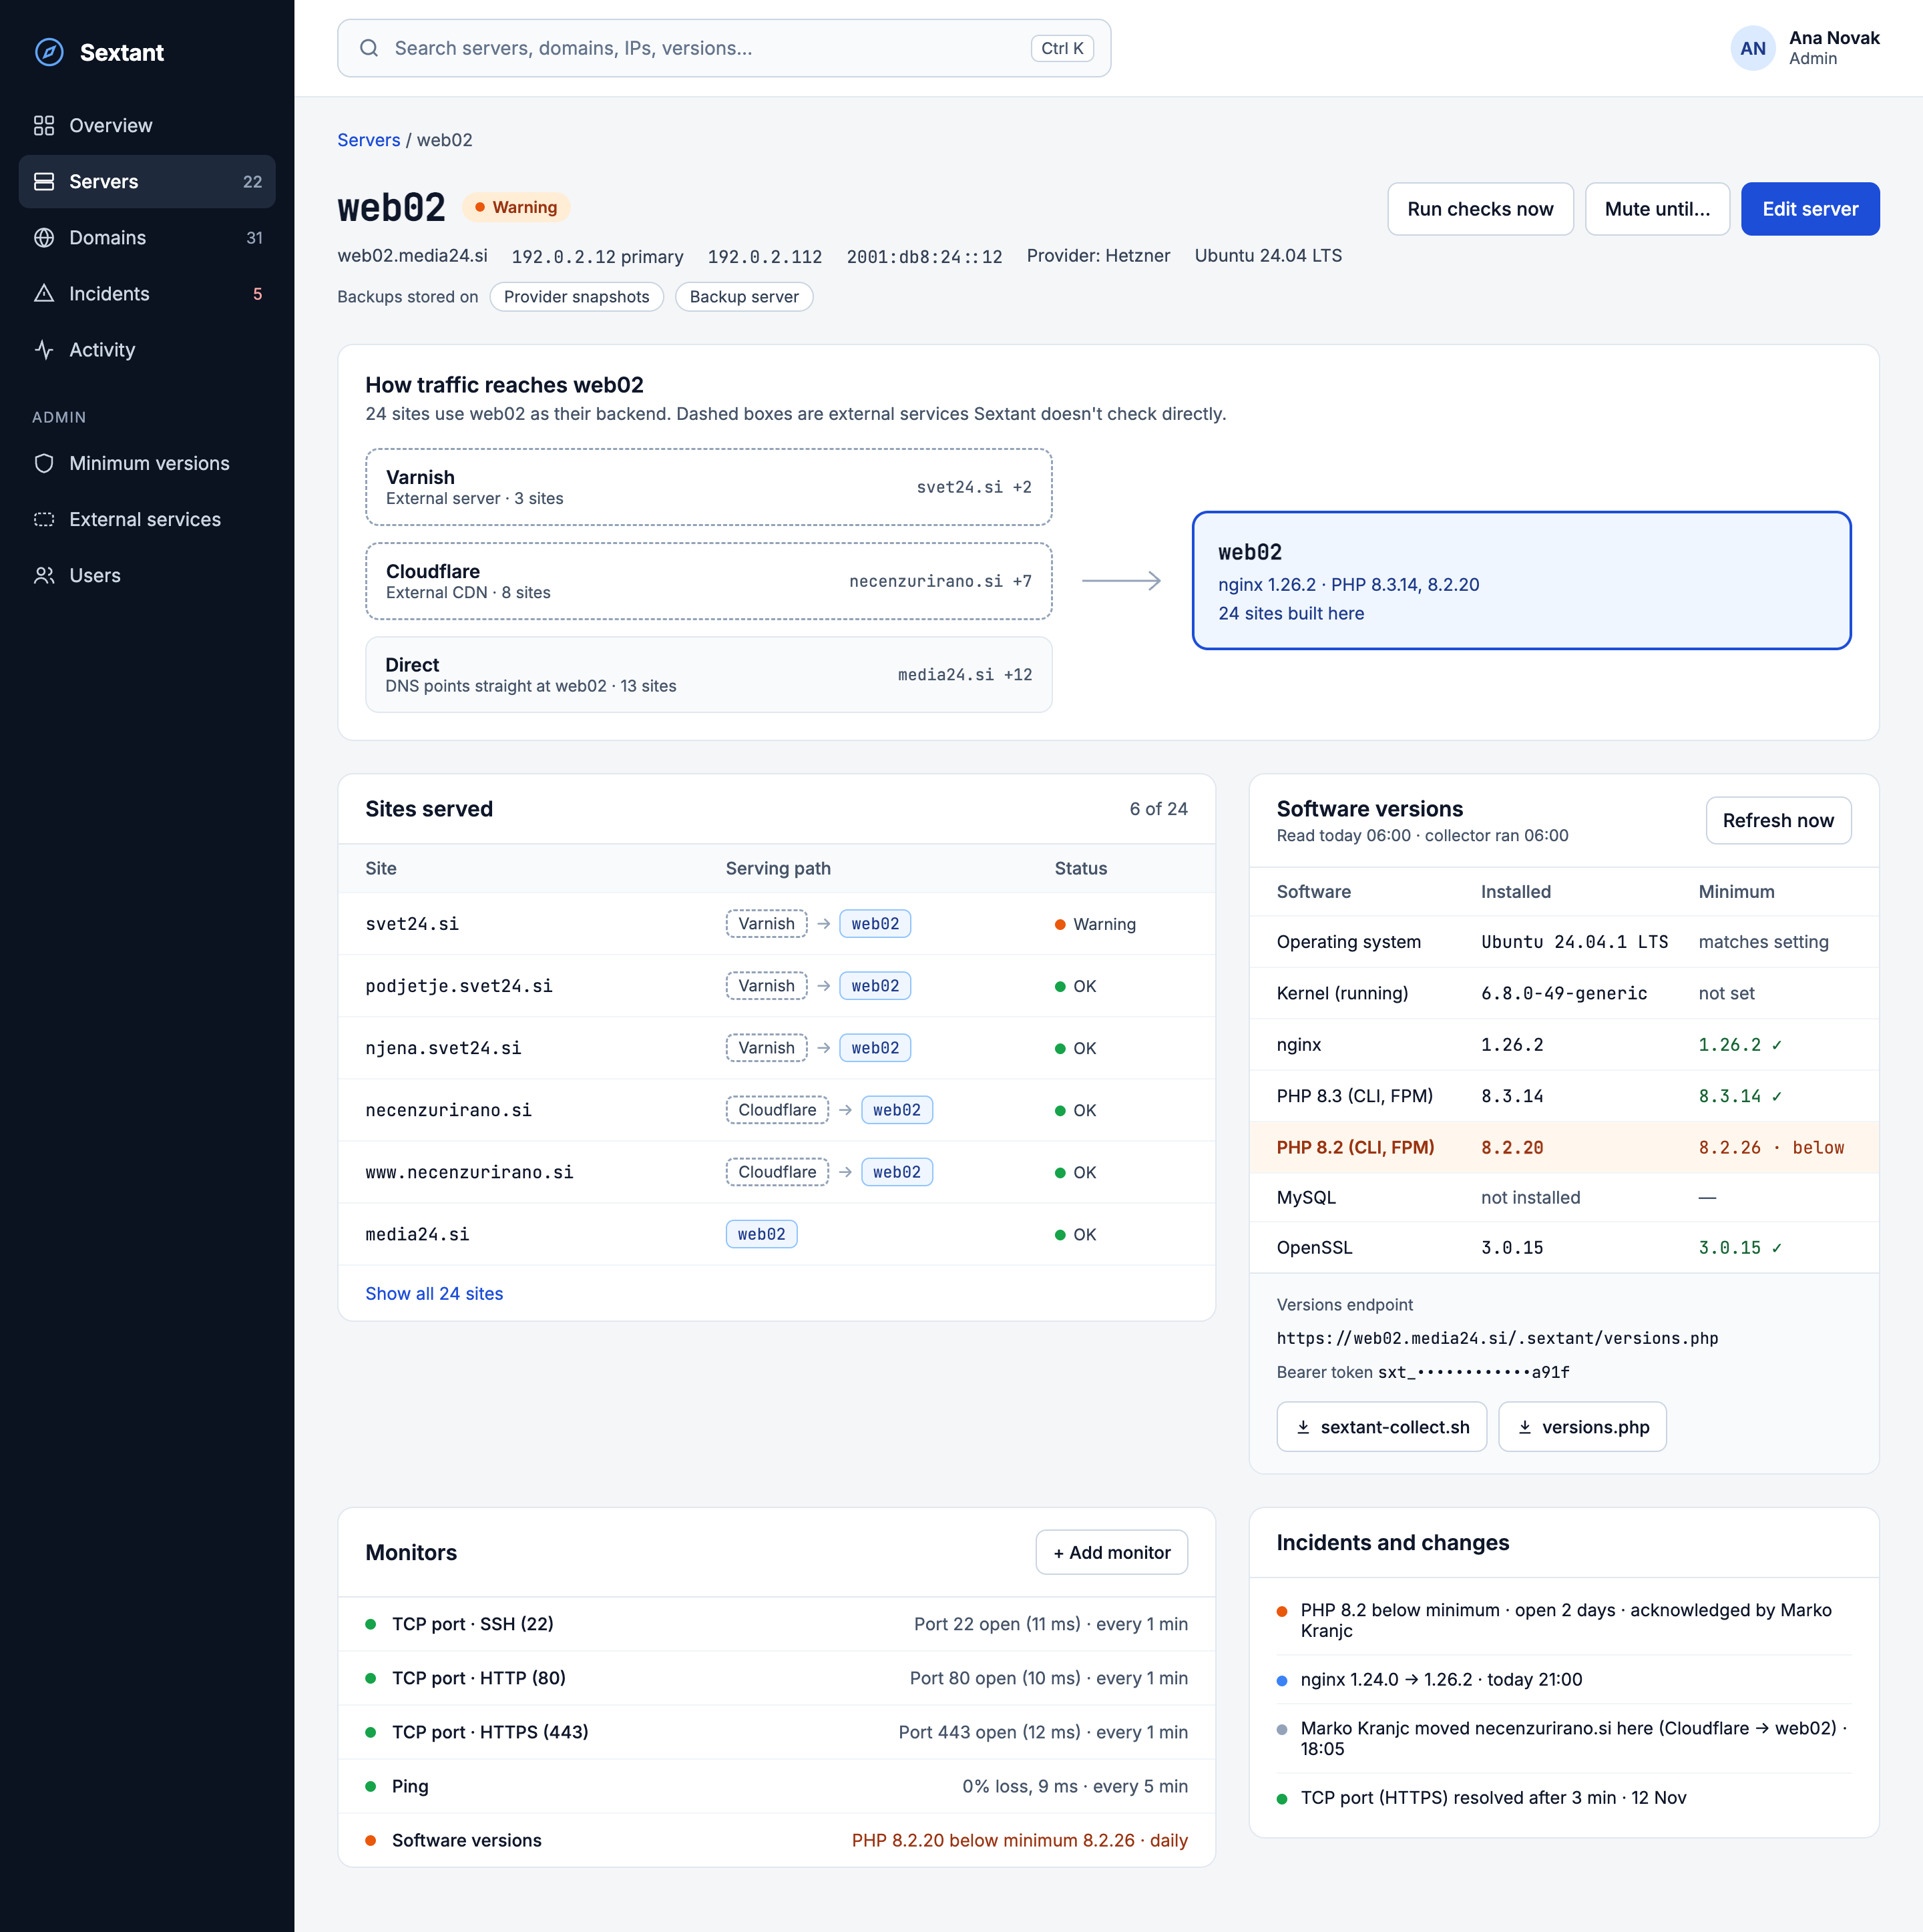 Sextant
Overview
Servers 22
Domains 31
Incidents 5
Activity
ADMIN
Minimum versions
External services
Users
Search servers, domains, IPs, versions... Ctrl K
AN Ana Novak
Admin
Servers / web02
web02 Warning
Run checks now Mute until... Edit server
web02.media24.si 192.0.2.12 primary 192.0.2.112 2001:db8:24::12 Provider: Hetzner Ubuntu 24.04 LTS
Backups stored on Provider snapshots Backup server
How traffic reaches web02
24 sites use web02 as their backend. Dashed boxes are external services Sextant doesn't check directly.
Varnish
External server · 3 sites
svet24.si +2
Cloudflare
External CDN · 8 sites
necenzurirano.si +7
Direct
DNS points straight at web02 · 13 sites
media24.si +12
web02
nginx 1.26.2 · PHP 8.3.14, 8.2.20
24 sites built here
Sites served 6 of 24
Site Serving path Status
svet24.si Varnish → web02 Warning
podjetje.svet24.si Varnish → web02 OK
njena.svet24.si Varnish → web02 OK
necenzurirano.si Cloudflare → web02 OK
www.necenzurirano.si Cloudflare → web02 OK
media24.si web02 OK
Show all 24 sites
Software versions
Read today 06:00 · collector ran 06:00
Refresh now
Software Installed Minimum
Operating system Ubuntu 24.04.1 LTS matches setting
Kernel (running) 6.8.0-49-generic not set
nginx 1.26.2 1.26.2 ✓
PHP 8.3 (CLI, FPM) 8.3.14 8.3.14 ✓
PHP 8.2 (CLI, FPM) 8.2.20 8.2.26 · below
MySQL not installed —
OpenSSL 3.0.15 3.0.15 ✓
Versions endpoint
https://web02.media24.si/.sextant/versions.php
Bearer token sxt_••••••••••••a91f
sextant-collect.sh versions.php
Monitors + Add monitor
TCP port · SSH (22) Port 22 open (11 ms) · every 1 min
TCP port · HTTP (80) Port 80 open (10 ms) · every 1 min
TCP port · HTTPS (443) Port 443 open (12 ms) · every 1 min
Ping 0% loss, 9 ms · every 5 min
Software versions PHP 8.2.20 below minimum 8.2.26 · daily
Incidents and changes
PHP 8.2 below minimum · open 2 days · acknowledged by Marko
Kranjc
nginx 1.24.0 → 1.26.2 · today 21:00
Marko Kranjc moved necenzurirano.si here (Cloudflare → web02) ·
18:05
TCP port (HTTPS) resolved after 3 min · 12 Nov